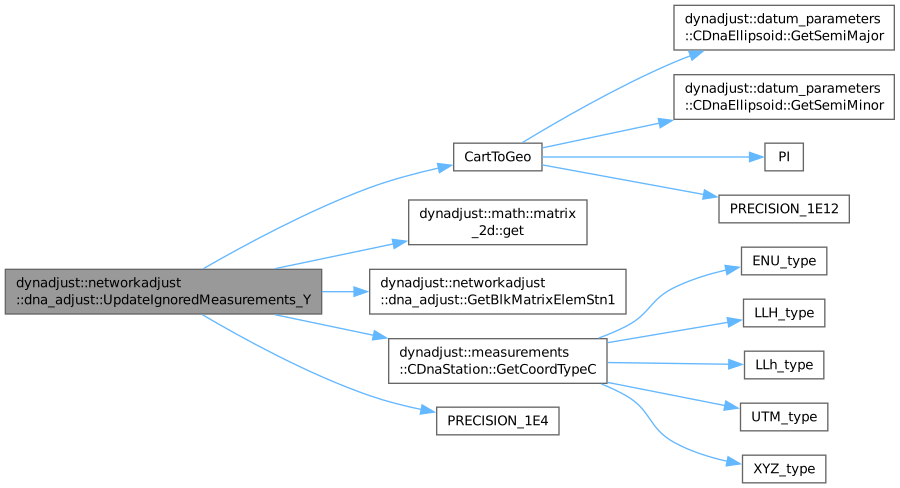 dynadjust::networkadjust
::dna_adjust::UpdateIgnoredMeasurements_Y
CartToGeo
dynadjust::datum_parameters
::CDnaEllipsoid::GetSemiMajor
dynadjust::datum_parameters
::CDnaEllipsoid::GetSemiMinor
PI
PRECISION_1E12
dynadjust::math::matrix
_2d::get
dynadjust::networkadjust
::dna_adjust::GetBlkMatrixElemStn1
dynadjust::measurements
::CDnaStation::GetCoordTypeC
ENU_type
LLH_type
LLh_type
UTM_type
XYZ_type
PRECISION_1E4